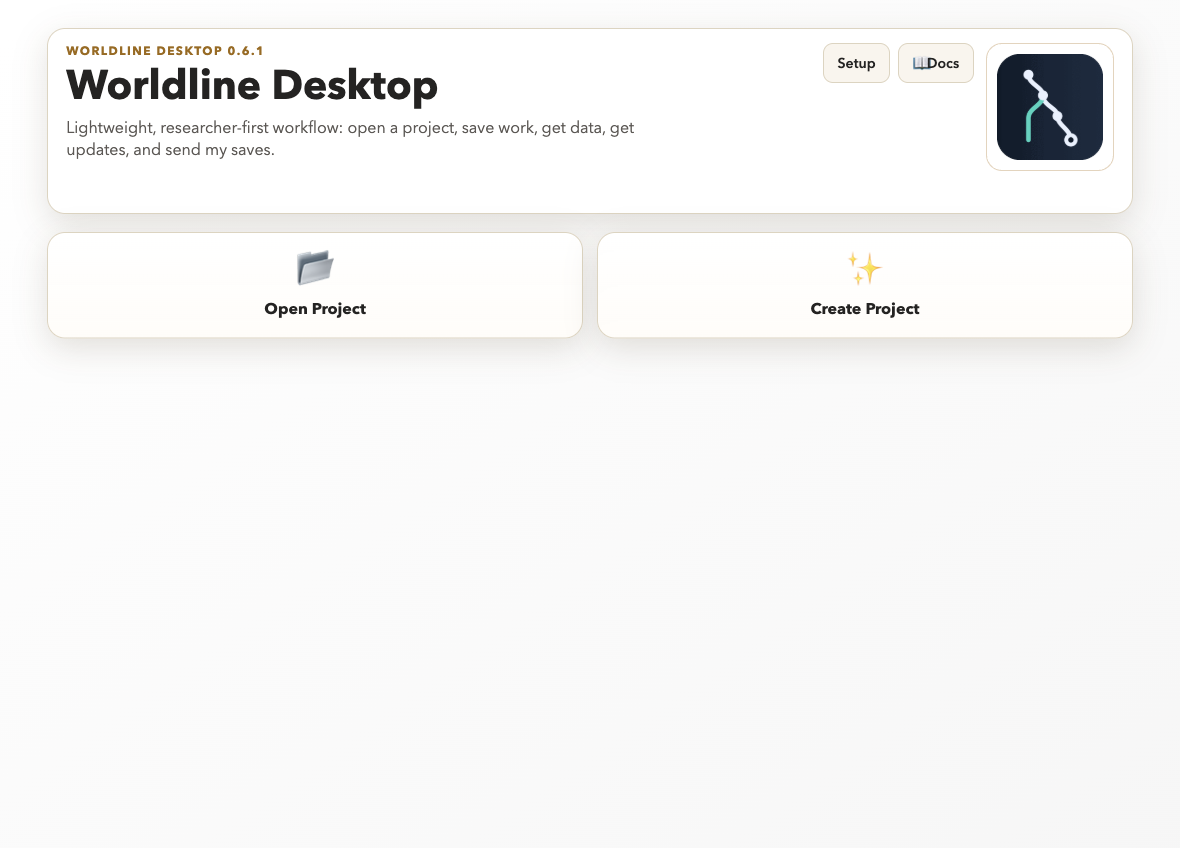 WORLDLINE DESKTOP 0.6.1
Worldline Desktop
Lightweight, researcher-first workflow: open a project, save work, get data, get
updates, and send my saves.
Setup
Docs
Open Project
Create Project